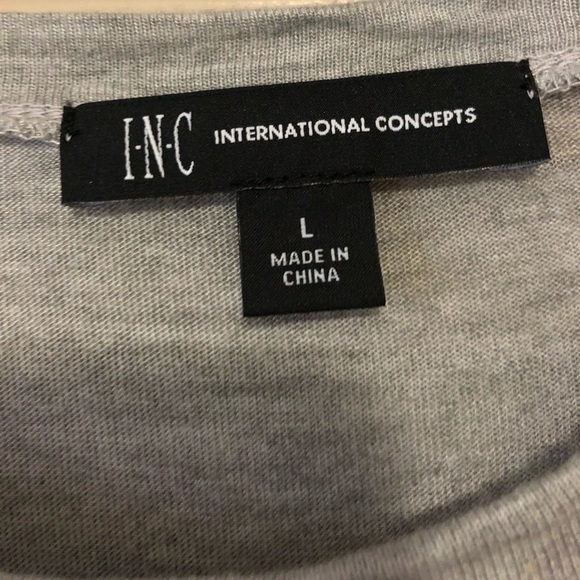 I-N-C INTERNATIONAL CONCEPTS
L
MADE IN
CHINA